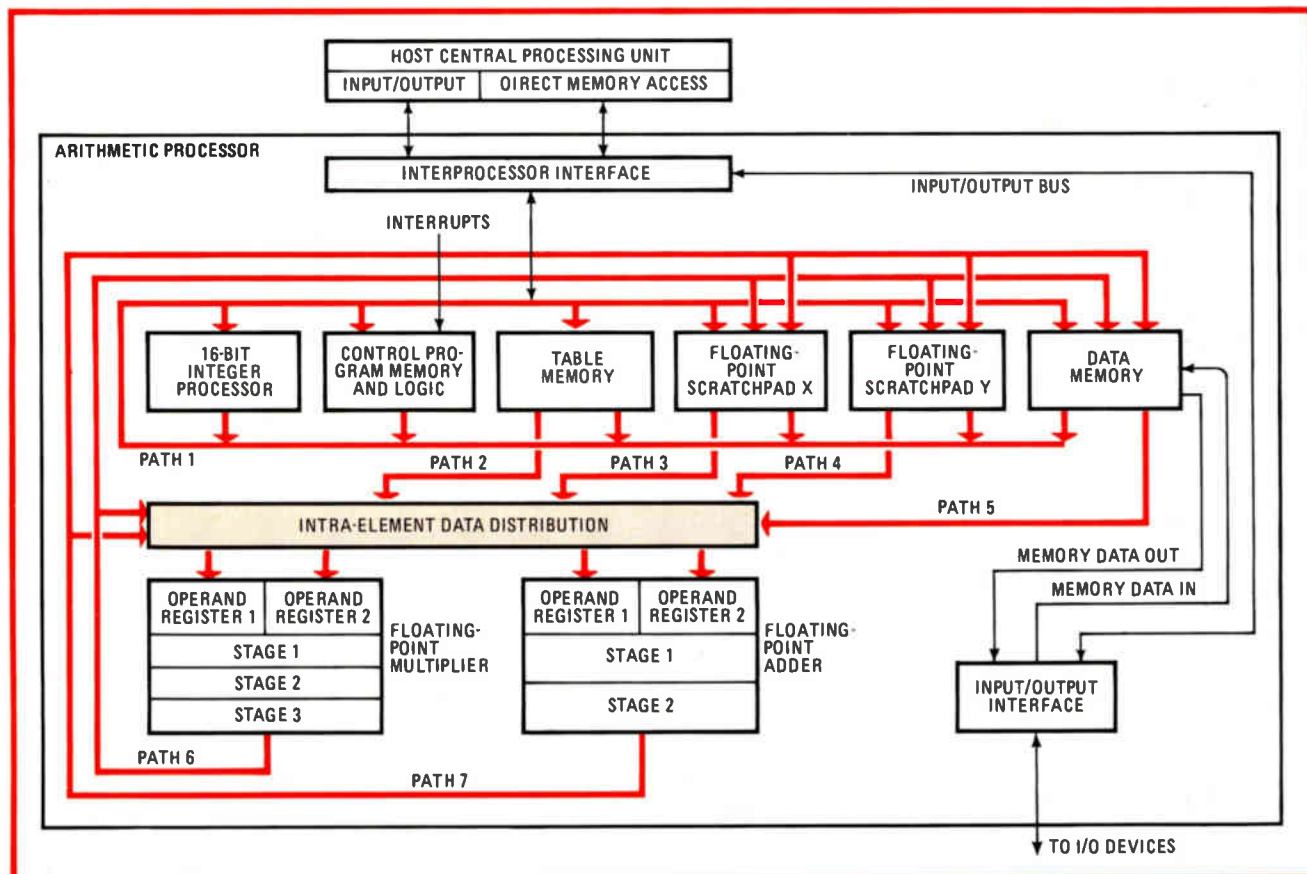 HOST CENTRAL PROCESSING UNIT
INPUT/OUTPUT
OIRECT MEMORY ACCESS
ARITHMETIC PROCESSOR
INTERPROCESSOR INTERFACE
INPUT/OUTPUT BUS
INTERRUPTS
16-BIT
INTEGER
PROCESSOR
CONTROL PRO-
GRAM MEMORY
AND LOGIC
TABLE
MEMORY
FLOATING-
POINT
SCRATCHPAD X
FLOATING-
POINT
SCRATCHPAD Y
DATA
MEMORY
PATH 1
PATH 2
PATH 3
PATH 4
PATH 5
INTRA-ELEMENT DATA DISTRIBUTION
OPERAND
REGISTER 1
OPERAND
REGISTER 2
STAGE 1
STAGE 2
STAGE 3
FLOATING-
POINT
MULTIPLIER
OPERAND
REGISTER 1
OPERAND
REGISTER 2
STAGE 1
STAGE 2
FLOATING-
POINT
ADDER
MEMORY DATA OUT
MEMORY DATA IN
INPUT/OUTPUT
INTERFACE
PATH 6
PATH 7
TO I/O DEVICES